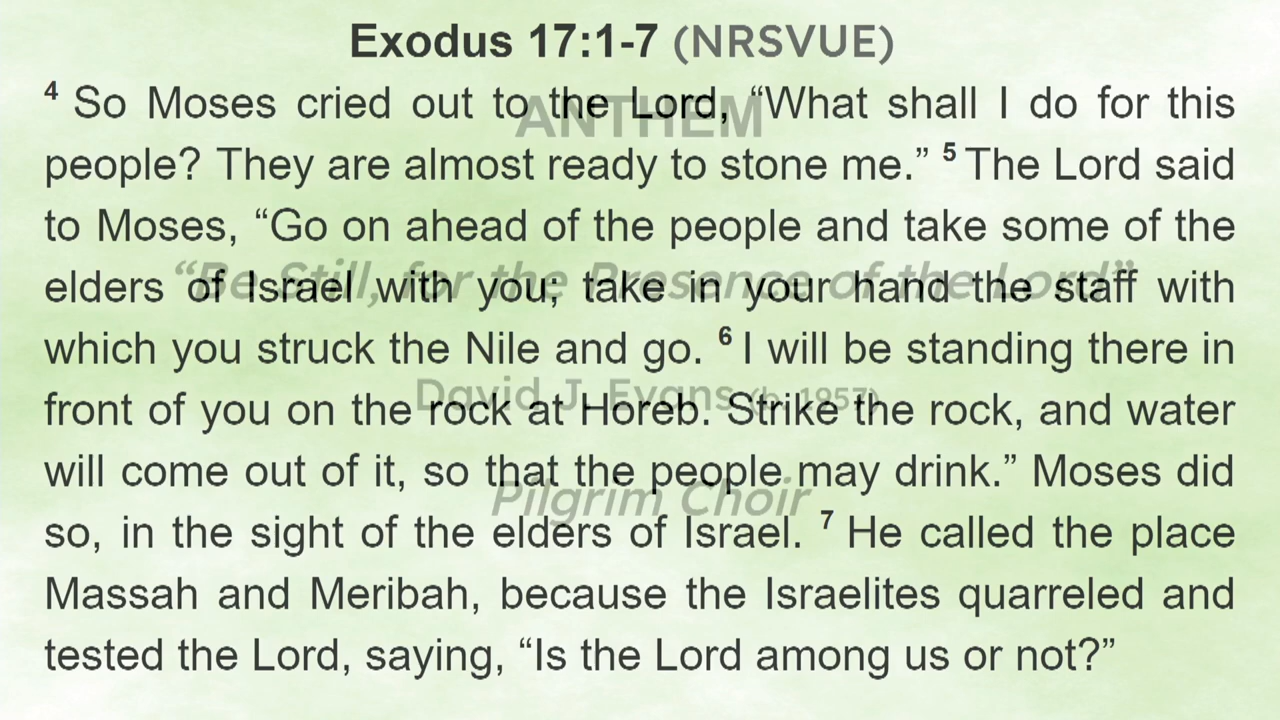 Exodus 17:1-7 (NRSVUE)
⁴ So Moses cried out to the Lord, “What shall I do for this
ANTHEM
people? They are almost ready to stone me.” ⁵ The Lord said
to Moses, “Go on ahead of the people and take some of the
“Be Still, for the Presence of the Lord”
elders of Israel with you; take in your hand the staff with
which you struck the Nile and go. ⁶ I will be standing there in
David J. Evans (b. 1957)
front of you on the rock at Horeb. Strike the rock, and water
will come out of it, so that the people may drink.” Moses did
Pilgrim Choir
so, in the sight of the elders of Israel. ⁷ He called the place
Massah and Meribah, because the Israelites quarreled and
tested the Lord, saying, “Is the Lord among us or not?”